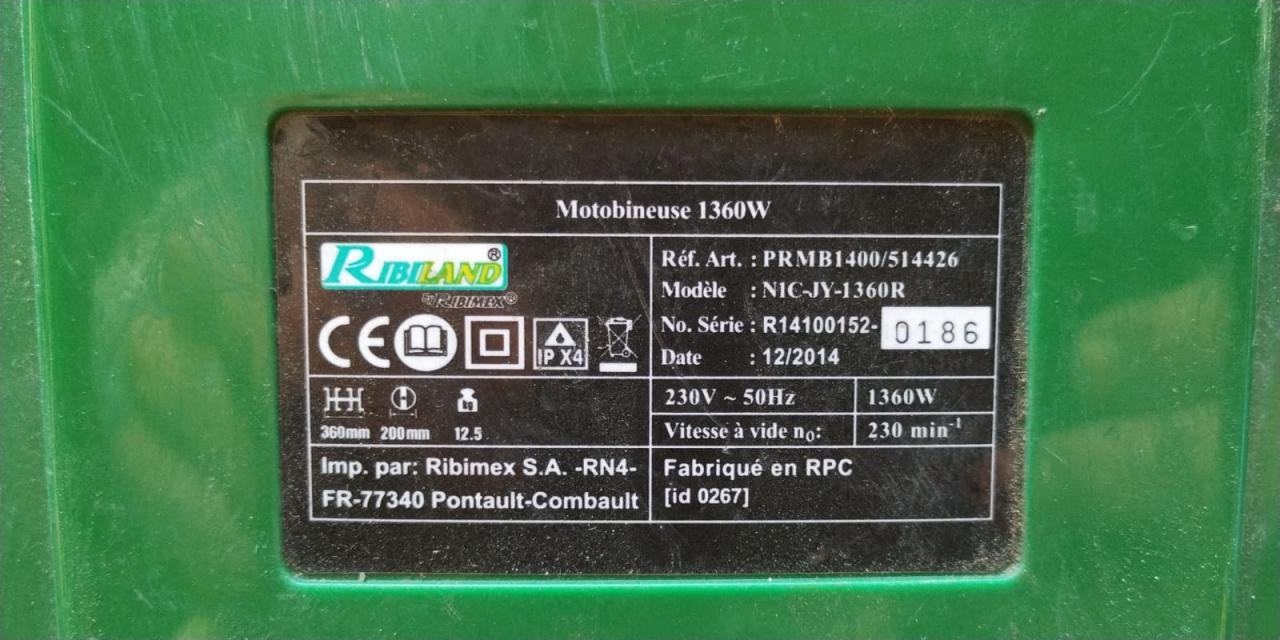 Motobineuse 1360W
RIBILAND®
by RIBIMEX®
CE
IP X4
360mm 200mm kg 12.5
Réf. Art. : PRMB1400/514426
Modèle : N1C-JY-1360R
No. Série : R14100152-0186
Date : 12/2014
230V ~ 50Hz 1360W
Vitesse à vide n0: 230 min-1
Imp. par: Ribimex S.A. -RN4-
FR-77340 Pontault-Combault
Fabriqué en RPC
[id 0267]